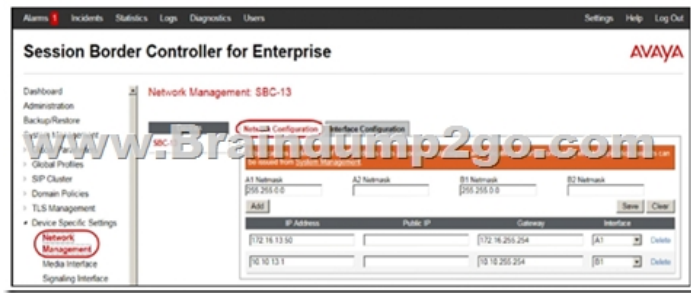 Alarms 1 Incidents Statistics Logs Diagnostics Users Settings Help Log Out
Session Border Controller for Enterprise
AVAYA
Dashboard
Administration
Backup/Restore
System Management
Global Profiles
SIP Cluster
Domain Policies
TLS Management
Device Specific Settings
Network
Management
Media Interface
Signaling Interface
Network Management: SBC-13
Network Configuration Interface Configuration
www.Braindump2go.com
be issued from System Management.
A1 Netmask A2 Netmask B1 Netmask B2 Netmask
255.255.0.0 255.255.0.0
Add Save Clear
IP Address Public IP Gateway Interface
172.16.13.50 172.16.255.254 A1 Delete
10.10.13.1 10.10.255.254 B1 Delete